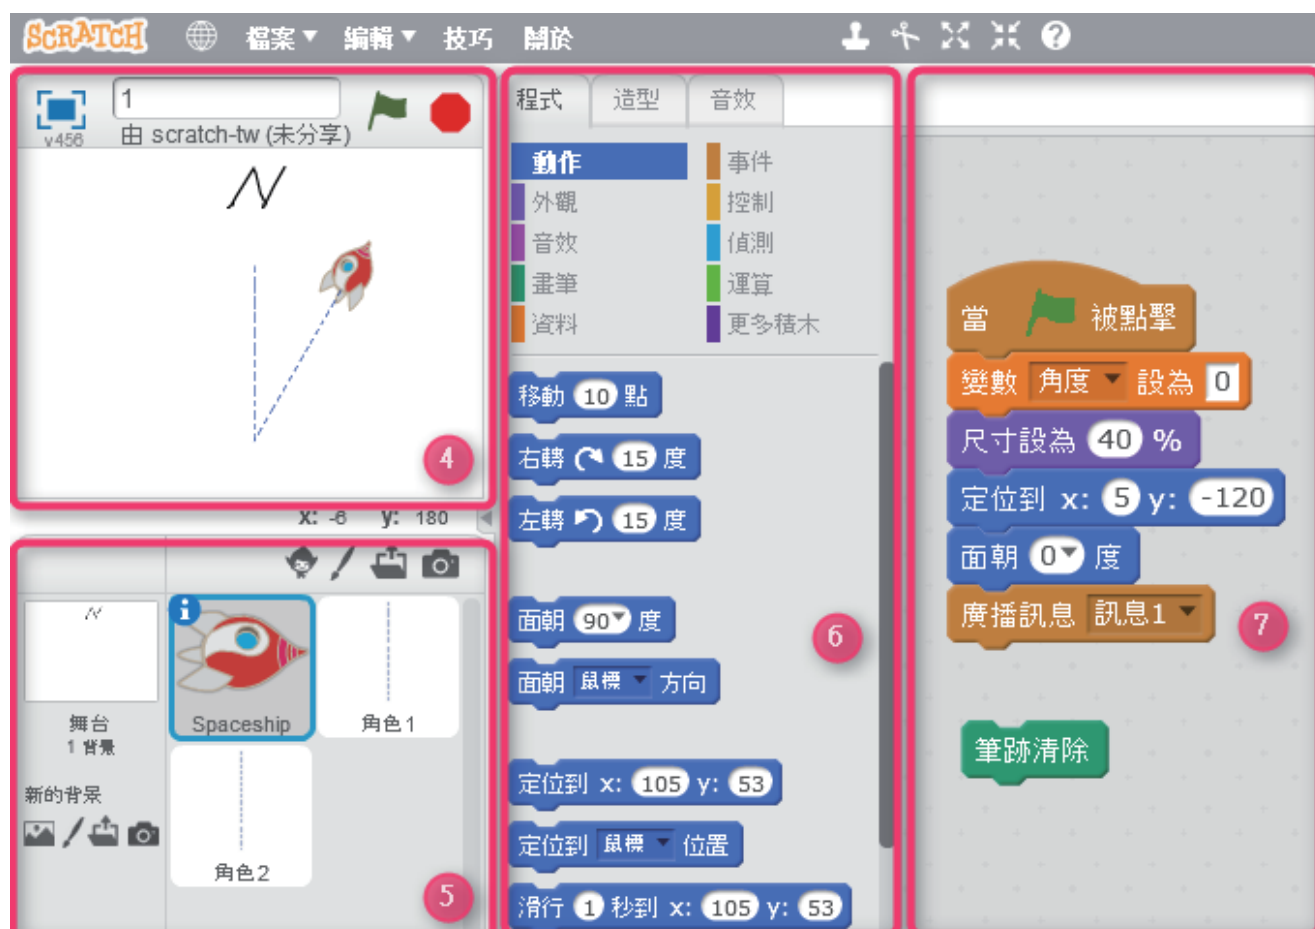 SCRATCH 檔案 編輯 技巧 關於
1
v456 由 scratch-tw (未分享)
N
4
x: -6 y: 180
N
舞台
1 背景
新的背景
Spaceship
角色1
角色2
5
程式 造型 音效
動作 事件
外觀 控制
音效 偵測
畫筆 運算
資料 更多積木
移動 10 點
右轉 15 度
左轉 15 度
面朝 90 度
面朝 鼠標 方向
定位到 x: 105 y: 53
定位到 鼠標 位置
滑行 1 秒到 x: 105 y: 53
6
當 被點擊
變數 角度 設為 0
尺寸設為 40 %
定位到 x: 5 y: -120
面朝 0 度
廣播訊息 訊息1
7
筆跡清除